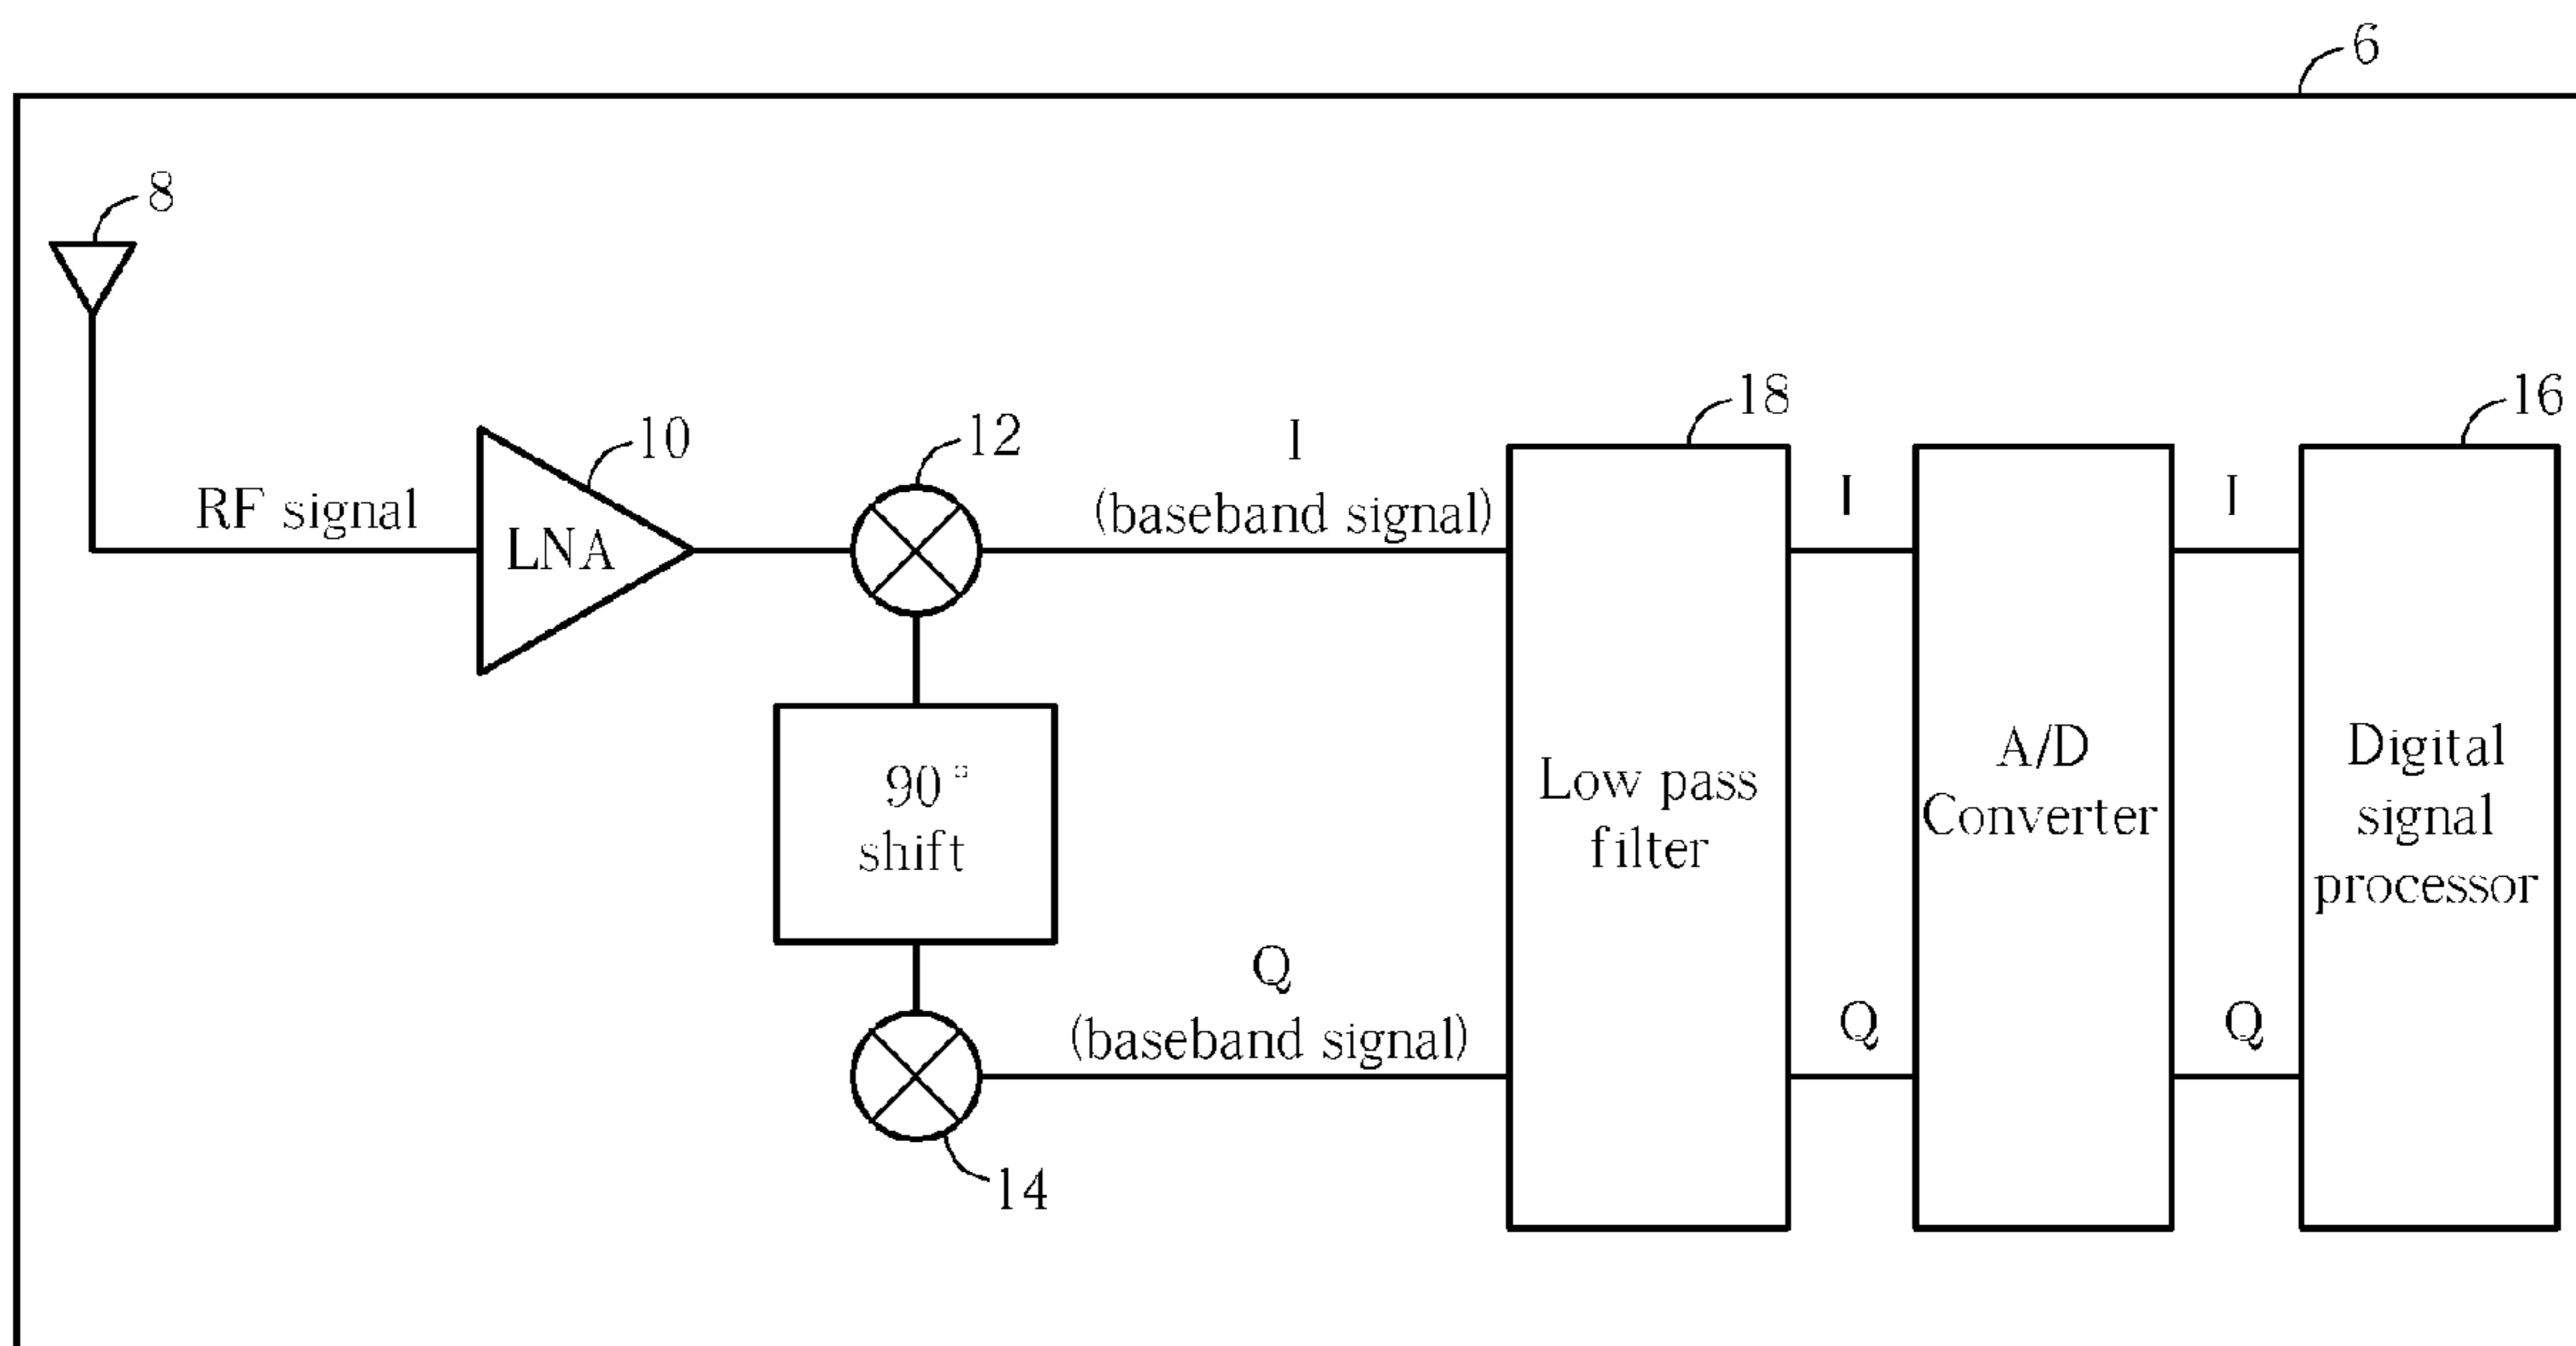 6
8
10
12
I
18
16
RF signal
LNA
(baseband signal)
I
I
90°
shift
Low pass
filter
A/D
Converter
Digital
signal
processor
Q
(baseband signal)
Q
Q
14